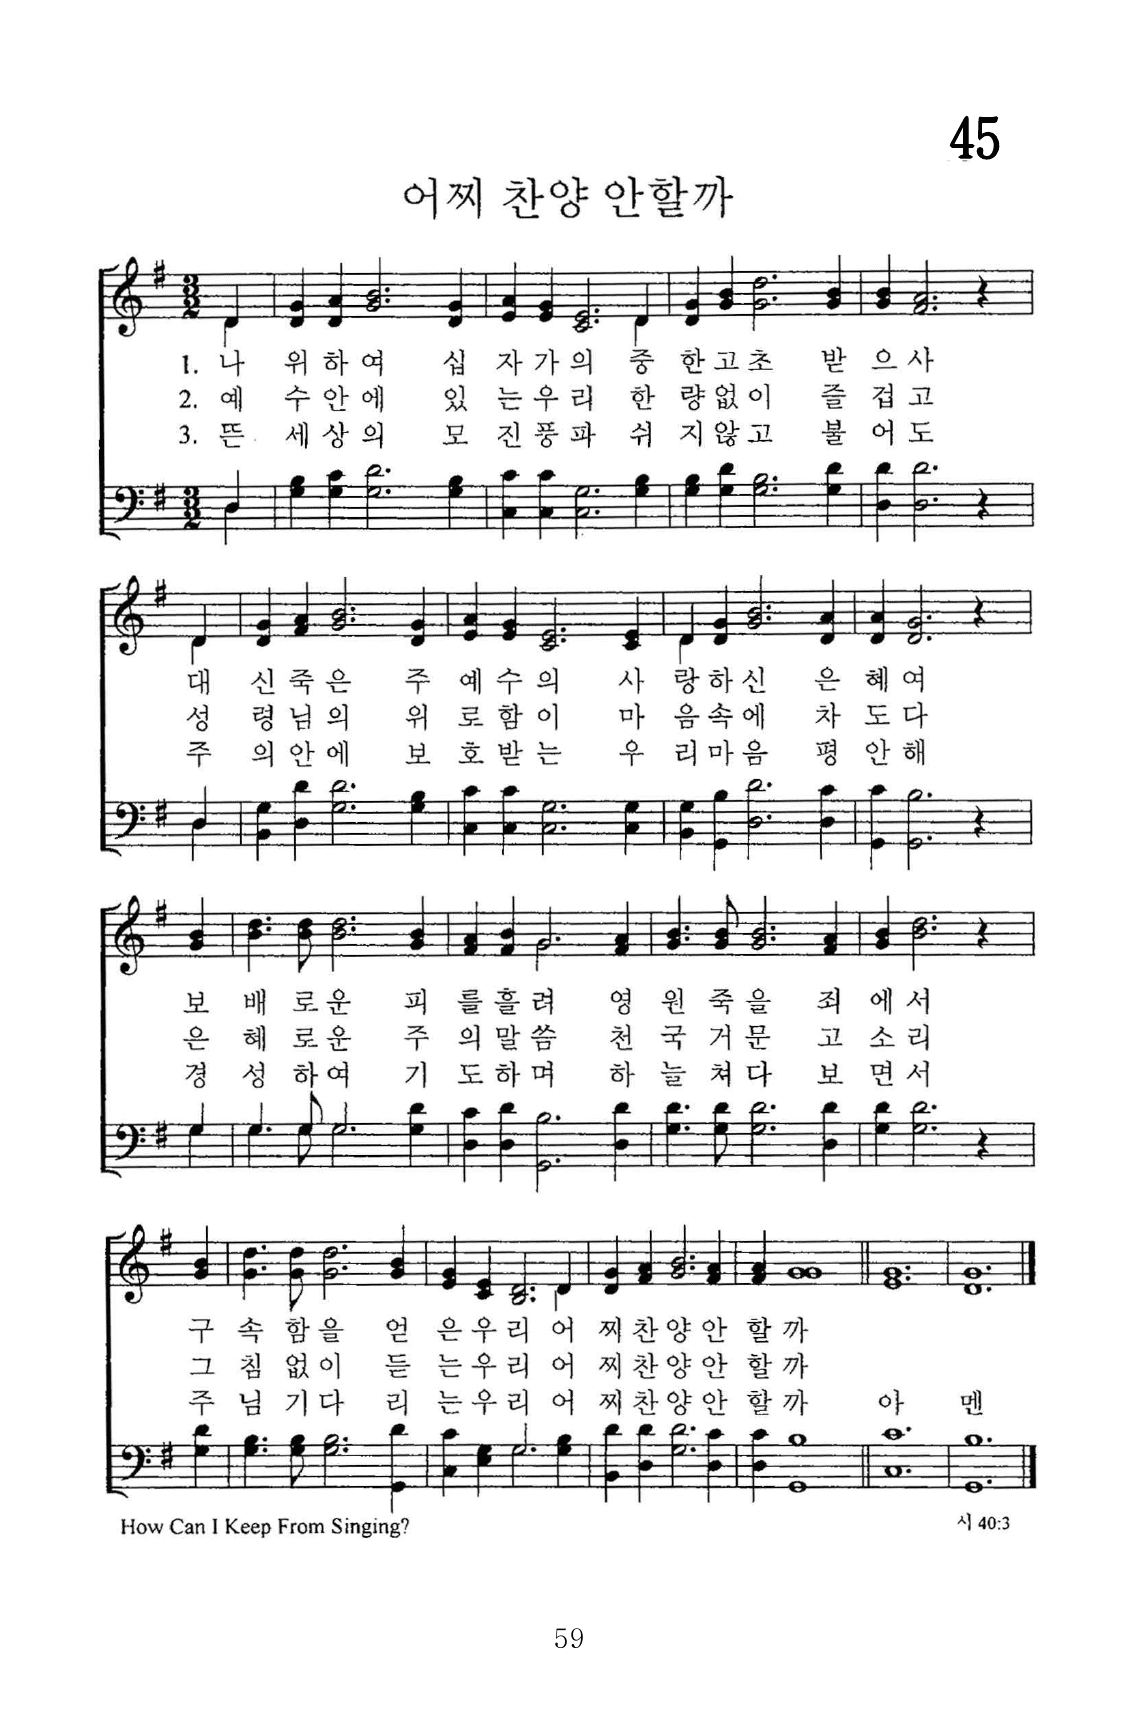 45
어찌 찬양 안할까
1. 나 위하여 십 자가의 중 한고초 받 으사
2. 예 수안에 있 는우리 한 량없이 즐 겁고
3. 뜬 세상의 모 진풍파 쉬 지않고 불 어도
대 신죽은 주 예수의 사 랑하신 은 혜여
성 령님의 위 로함이 마 음속에 차 도다
주 의안에 보 호받는 우 리마음 평 안해
보 배로운 피 를흘려 영 원죽을 죄 에서
은 혜로운 주 의말씀 천 국거문 고 소리
경 성하여 기 도하며 하 늘쳐다 보 면서
구 속함을 얻 은우리 어 찌찬양안 할까
그 침없이 듣 는우리 어 찌찬양안 할까
주 님기다 리 는우리 어 찌찬양안 할까 아 멘
How Can I Keep From Singing? 시 40:3
59